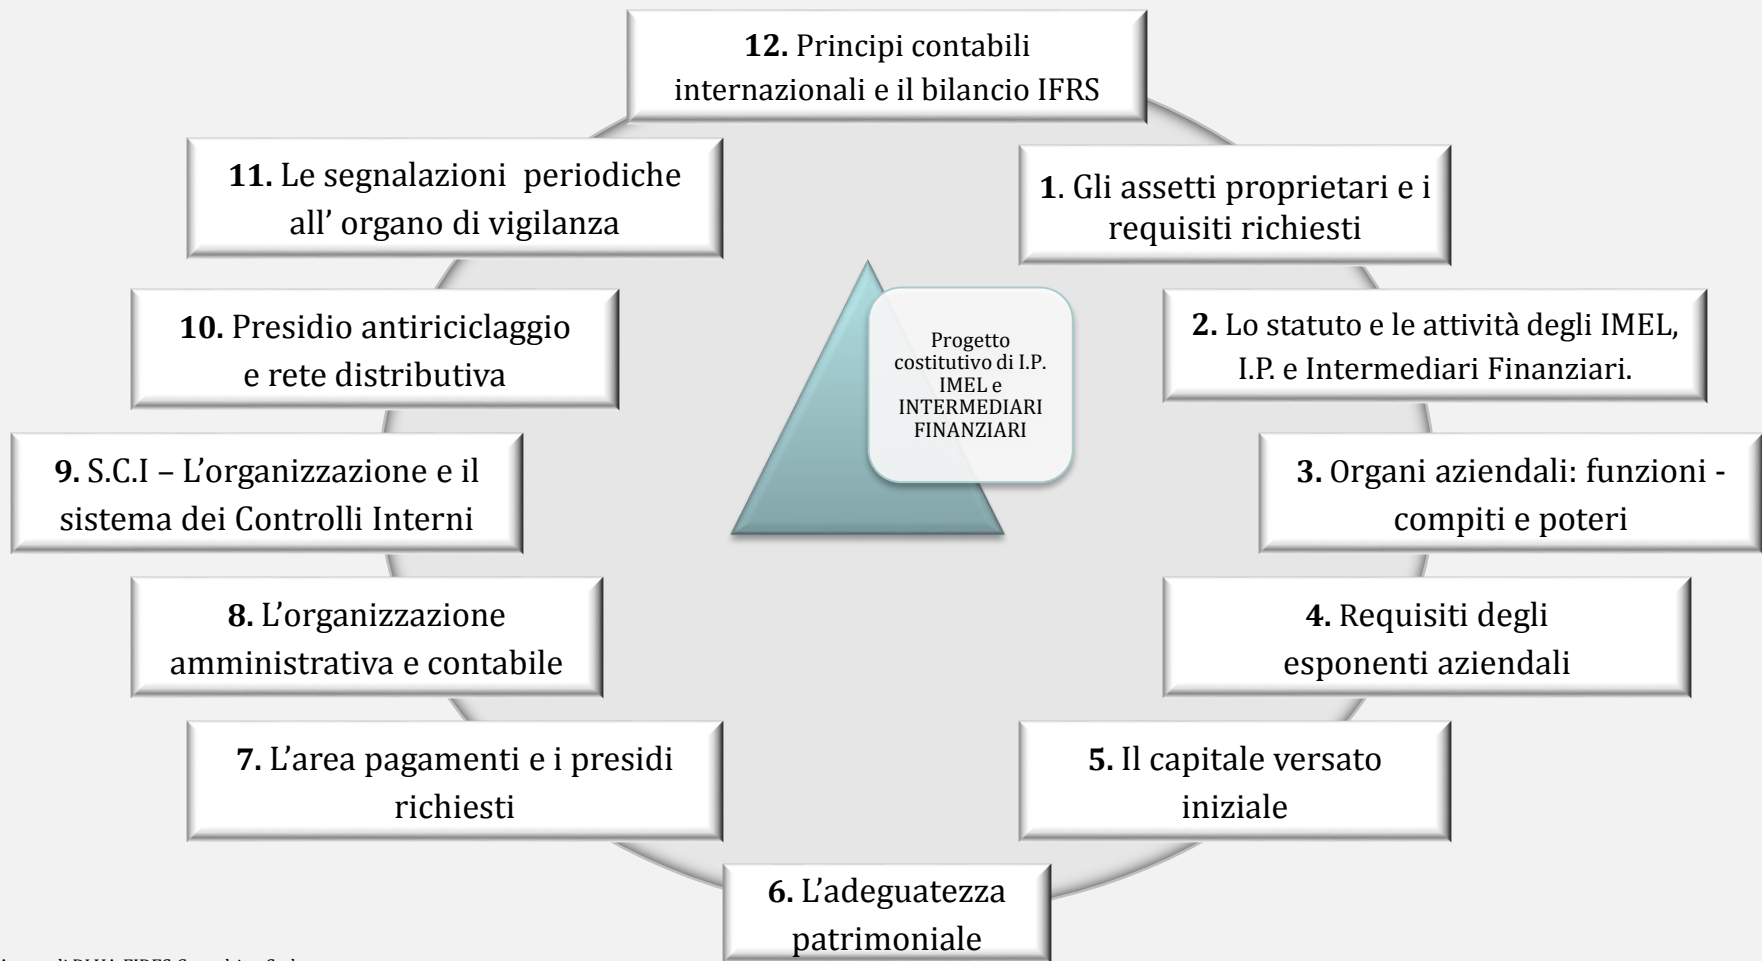 12. Principi contabili
internazionali e il bilancio IFRS
11. Le segnalazioni periodiche
all’ organo di vigilanza
1. Gli assetti proprietari e i
requisiti richiesti
10. Presidio antiriciclaggio
e rete distributiva
Progetto
costitutivo di I.P.
IMEL e
INTERMEDIARI
FINANZIARI
2. Lo statuto e le attività degli IMEL,
I.P. e Intermediari Finanziari.
9. S.C.I – L’organizzazione e il
sistema dei Controlli Interni
3. Organi aziendali: funzioni -
compiti e poteri
8. L’organizzazione
amministrativa e contabile
4. Requisiti degli
esponenti aziendali
7. L’area pagamenti e i presidi
richiesti
5. Il capitale versato
iniziale
6. L’adeguatezza
patrimoniale